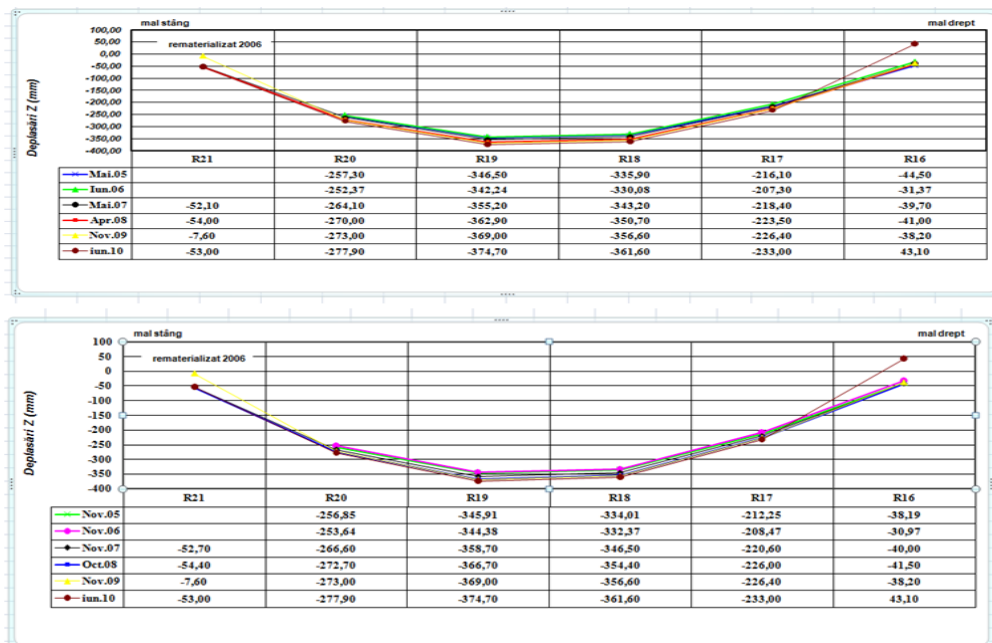 mal stâng mal drept
100,00
50,00
0,00
-50,00
-100,00
-150,00
-200,00
-250,00
-300,00
-350,00
-400,00
Deplasări Z (mm)
rematerializat 2006
R21 R20 R19 R18 R17 R16
Mai.05 -257,30 -346,50 -335,90 -216,10 -44,50
Iun.06 -252,37 -342,24 -330,08 -207,30 -31,37
Mai.07 -52,10 -264,10 -355,20 -343,20 -218,40 -39,70
Apr.08 -54,00 -270,00 -362,90 -350,70 -223,50 -41,00
Nov.09 -7,60 -273,00 -369,00 -356,60 -226,40 -38,20
iun.10 -53,00 -277,90 -374,70 -361,60 -233,00 43,10
mal stâng mal drept
100
50
0
-50
-100
-150
-200
-250
-300
-350
-400
Deplasări Z (mm)
rematerializat 2006
R21 R20 R19 R18 R17 R16
Nov.05 -256,85 -345,91 -334,01 -212,25 -38,19
Nov.06 -253,64 -344,38 -332,37 -208,47 -30,97
Nov.07 -52,70 -266,60 -358,70 -346,50 -220,60 -40,00
Oct.08 -54,40 -272,70 -366,70 -354,40 -226,00 -41,50
Nov.09 -7,60 -273,00 -369,00 -356,60 -226,40 -38,20
iun.10 -53,00 -277,90 -374,70 -361,60 -233,00 43,10